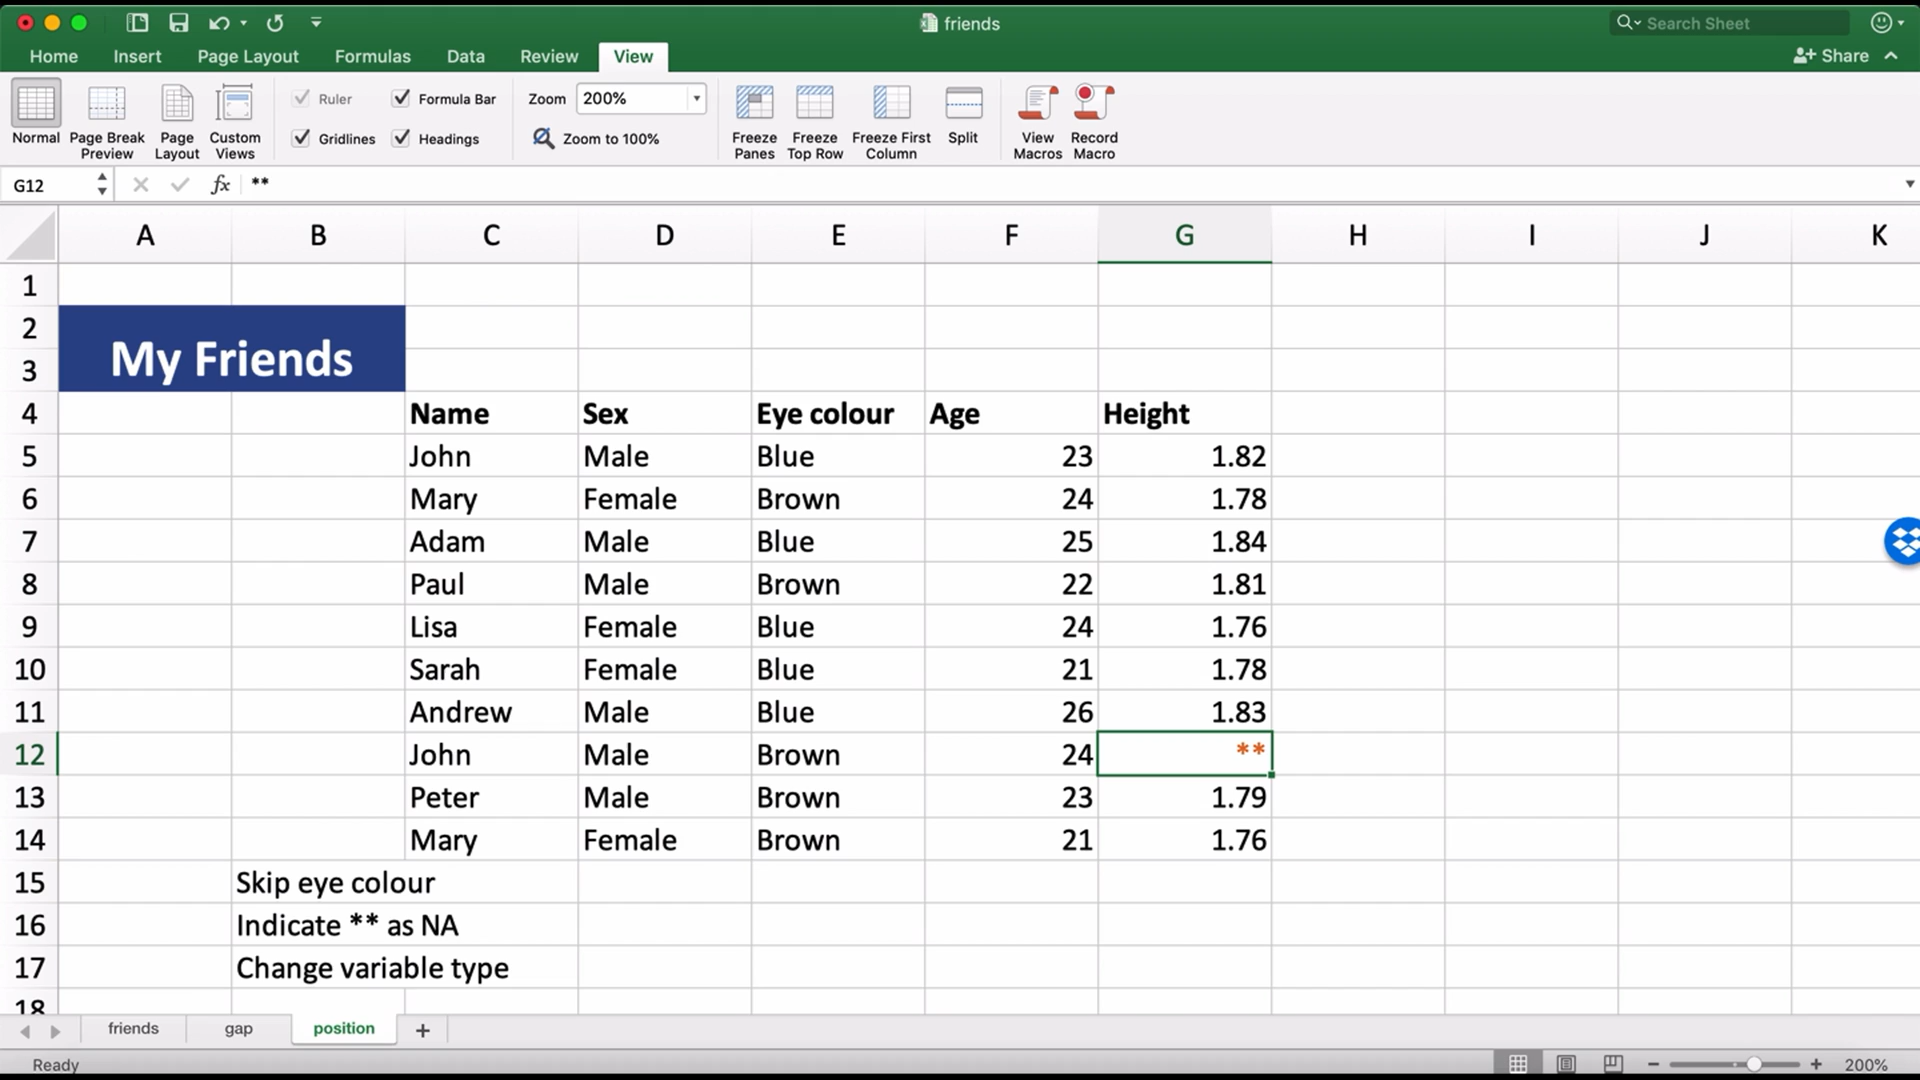 friends
Search Sheet
Home Insert Page Layout Formulas Data Review View Share
Normal
Page Break Preview
Page Layout
Custom Views
Ruler
Formula Bar
Gridlines
Headings
Zoom 200%
Zoom to 100%
Freeze Panes
Freeze Top Row
Freeze First Column
Split
View Macros
Record Macro
G12 fx **
A B C D E F G H I J K
1
2
My Friends
3
4 Name Sex Eye colour Age Height
5 John Male Blue 23 1.82
6 Mary Female Brown 24 1.78
7 Adam Male Blue 25 1.84
8 Paul Male Brown 22 1.81
9 Lisa Female Blue 24 1.76
10 Sarah Female Blue 21 1.78
11 Andrew Male Blue 26 1.83
12 John Male Brown 24 **
13 Peter Male Brown 23 1.79
14 Mary Female Brown 21 1.76
15 Skip eye colour
16 Indicate ** as NA
17 Change variable type
18
friends gap position +
Ready 200%